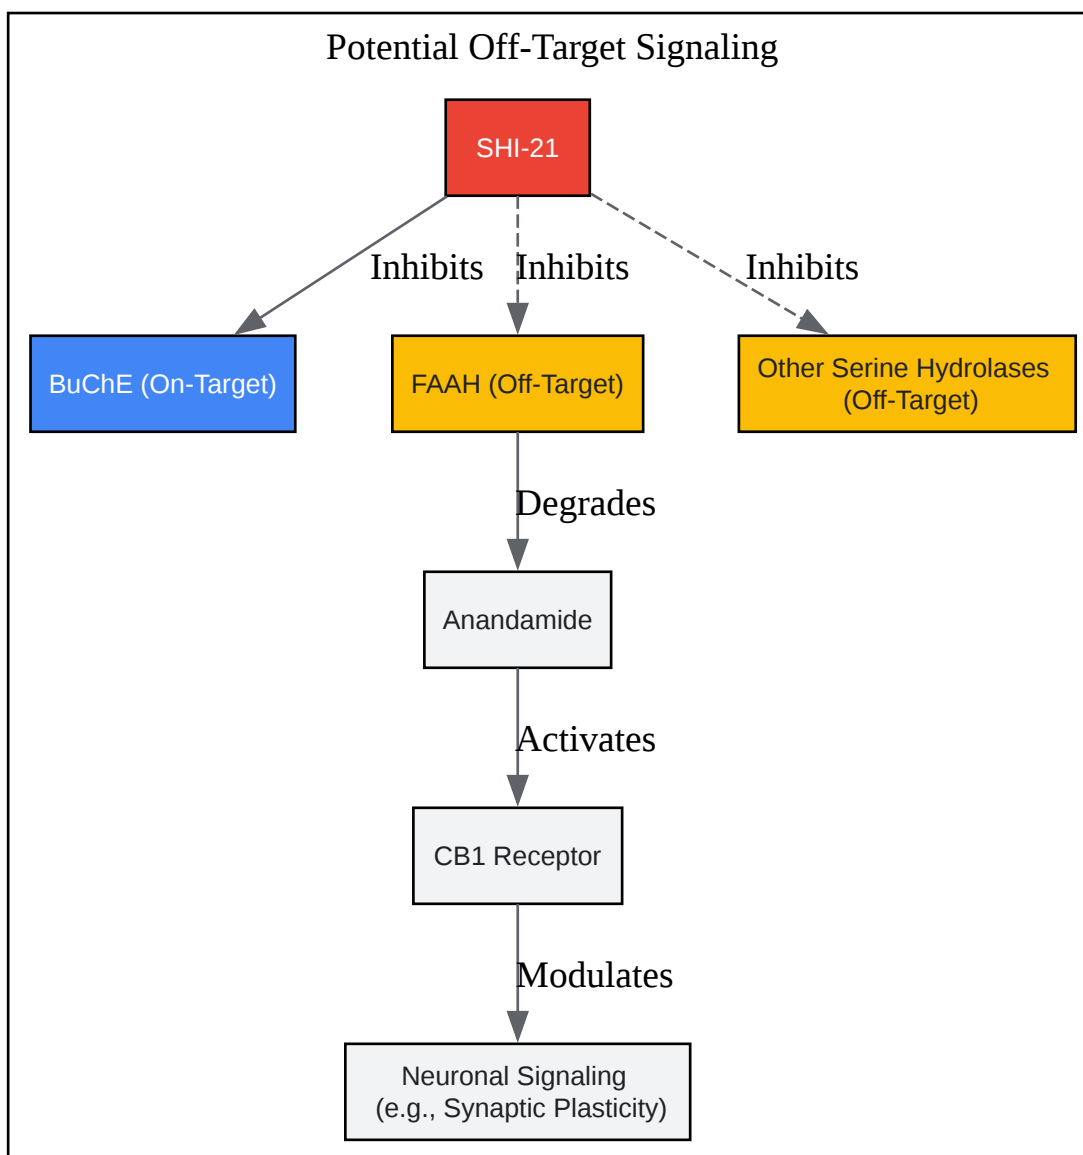 Potential Off-Target Signaling
SHI-21
Inhibits
Inhibits
Inhibits
BuChE (On-Target)
FAAH (Off-Target)
Other Serine Hydrolases
(Off-Target)
Degrades
Anandamide
Activates
CB1 Receptor
Modulates
Neuronal Signaling
(e.g., Synaptic Plasticity)